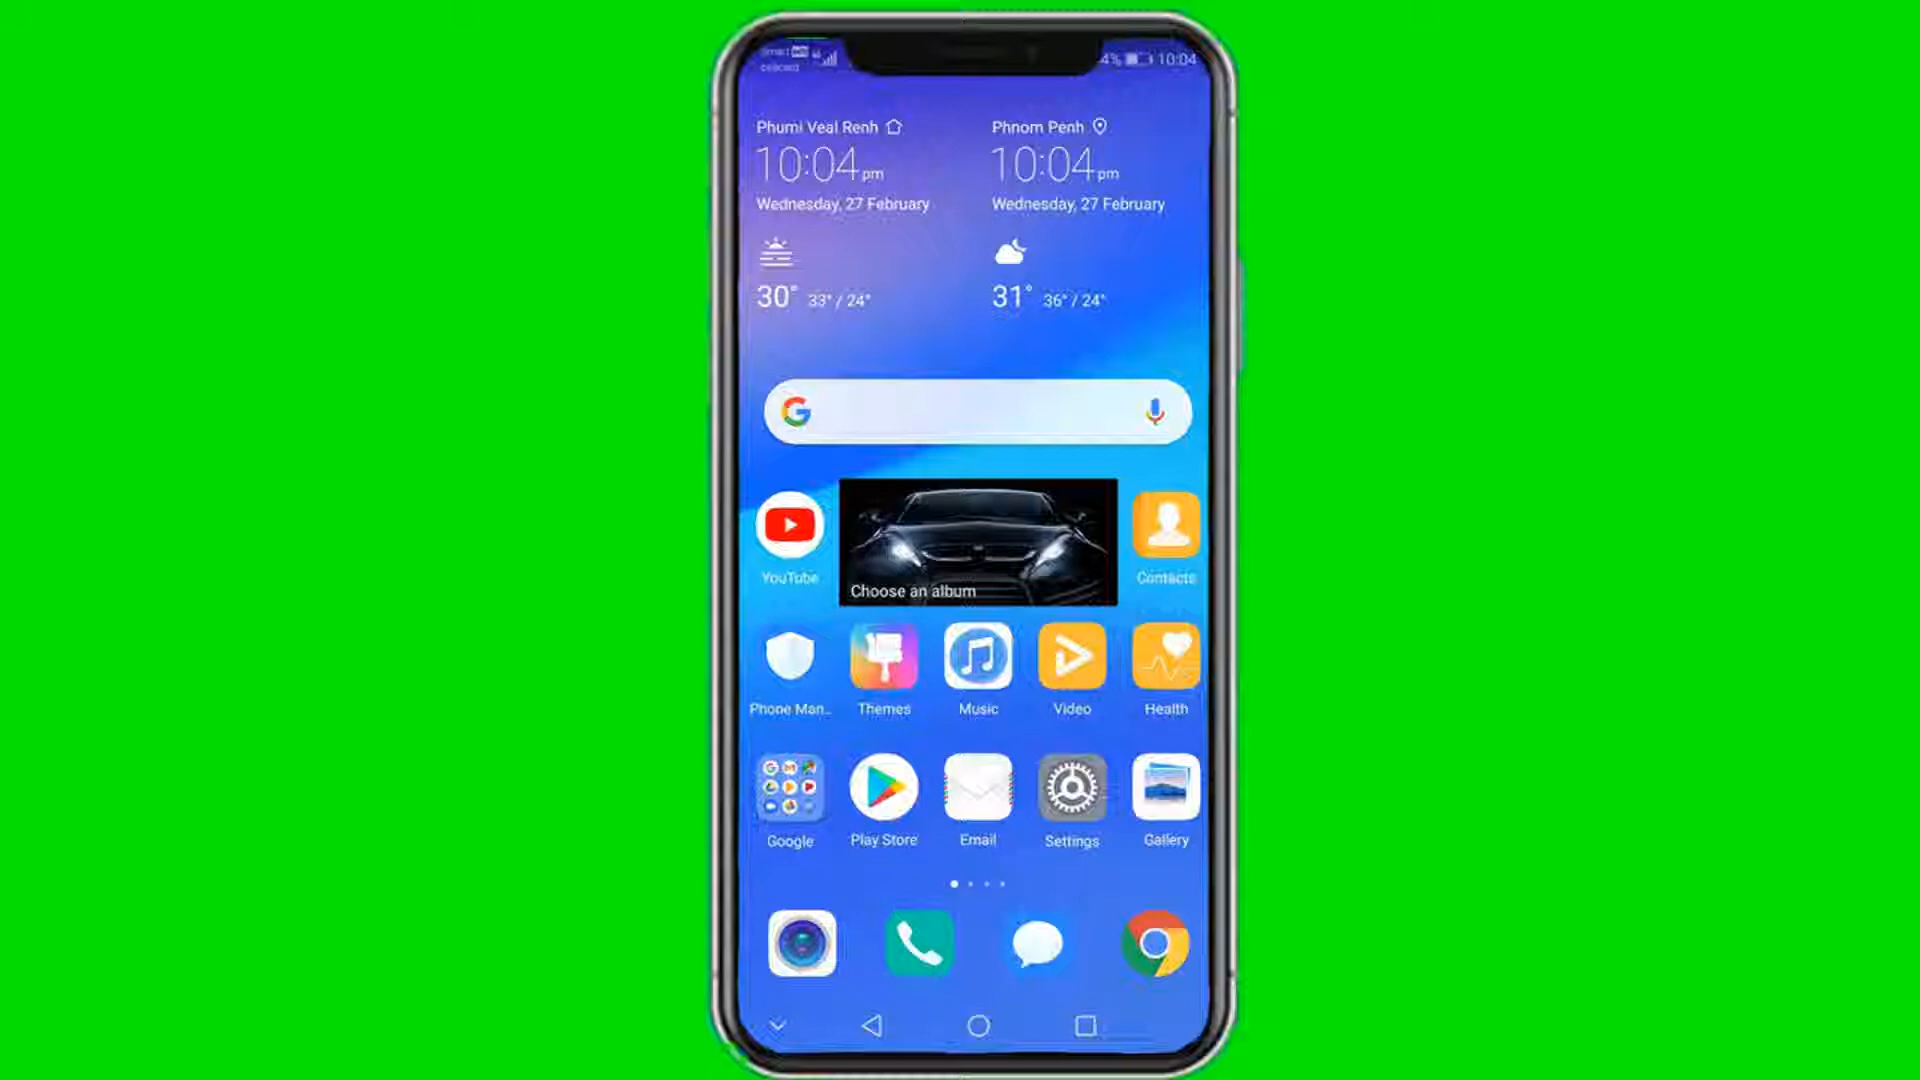 Smart
4% 10:04
Phumi Veal Renh
10:04 pm
Wednesday, 27 February
30° 33° / 24°
Phnom Penh
10:04 pm
Wednesday, 27 February
31° 36° / 24°
YouTube
Choose an album
Contacts
Phone Man..
Themes
Music
Video
Health
Google
Play Store
Email
Settings
Gallery